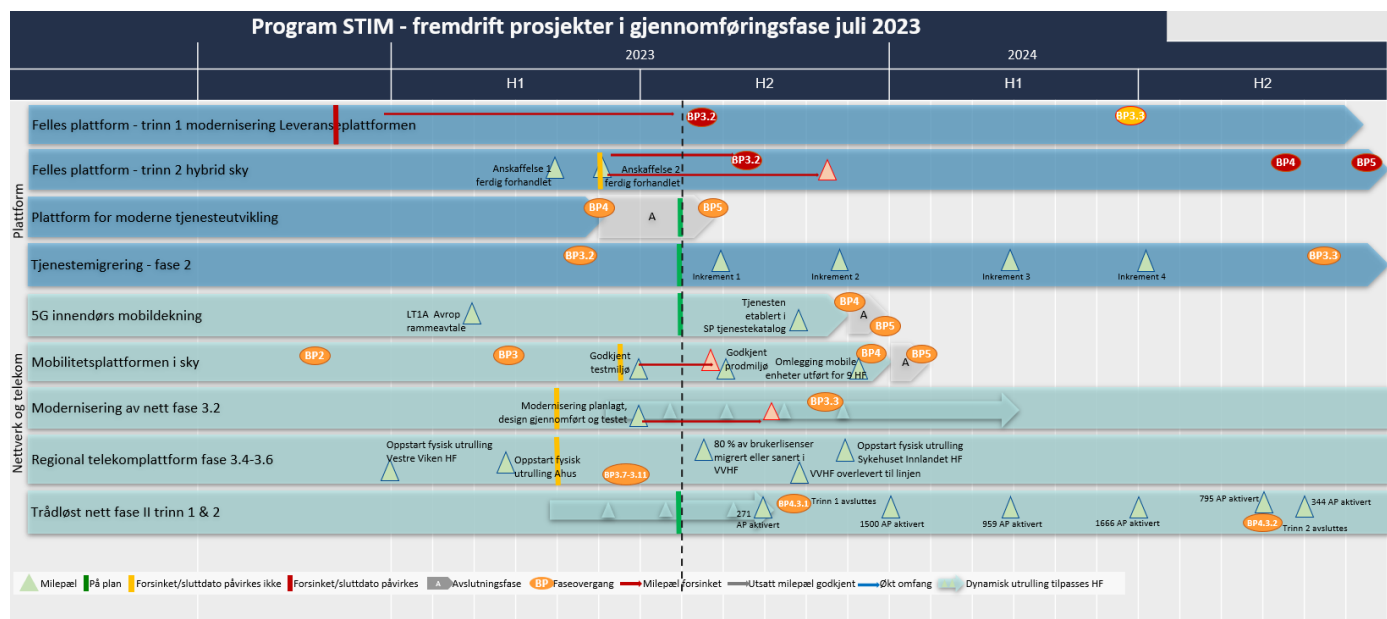 Program STIM - fremdrift prosjekter i gjennomføringsfase juli 2023
2023
2024
H1
H2
H1
H2
Plattform
Felles plattform - trinn 1 modernisering Leveranseplattformen
BP3.2
BP3.3
Felles plattform - trinn 2 hybrid sky
Anskaffelse 1
ferdig forhandlet
Anskaffelse 2
ferdig forhandlet
BP3.2
BP4
BP5
Plattform for moderne tjenesteutvikling
BP4
A
BP5
Tjenestemigrering - fase 2
BP3.2
Inkrement 1
Inkrement 2
Inkrement 3
Inkrement 4
BP3.3
Nettverk og telekom
5G innendørs mobildekning
LT1A Avrop
rammeavtale
Tjenesten
etablert i
SP tjenestekatalog
BP4
A
BP5
Mobilitetsplattformen i sky
BP2
BP3
Godkjent
testmiljø
Godkjent
prodmiljø
Omlegging mobile
enheter utført for 9 HF
BP4
A
BP5
Modernisering av nett fase 3.2
Modernisering planlagt,
design gjennomført og testet
BP3.3
Regional telekomplattform fase 3.4-3.6
Oppstart fysisk utrulling
Vestre Viken HF
Oppstart fysisk
utrulling Ahus
BP3.7-3.11
80 % av brukerlisenser
migrert eller sanert i
VVHF
VVHF overlevert til linjen
Oppstart fysisk utrulling
Sykehuset Innlandet HF
Trådløst nett fase II trinn 1 & 2
271
AP aktivert
BP4.3.1
Trinn 1 avsluttes
1500 AP aktivert
959 AP aktivert
1666 AP aktivert
795 AP aktivert
BP4.3.2
Trinn 2 avsluttes
344 AP aktivert
Milepæl
På plan
Forsinket/sluttdato påvirkes ikke
Forsinket/sluttdato påvirkes
A
Avslutningsfase
BP
Faseovergang
Milepæl forsinket
Utsatt milepæl godkjent
Økt omfang
Dynamisk utrulling tilpasses HF